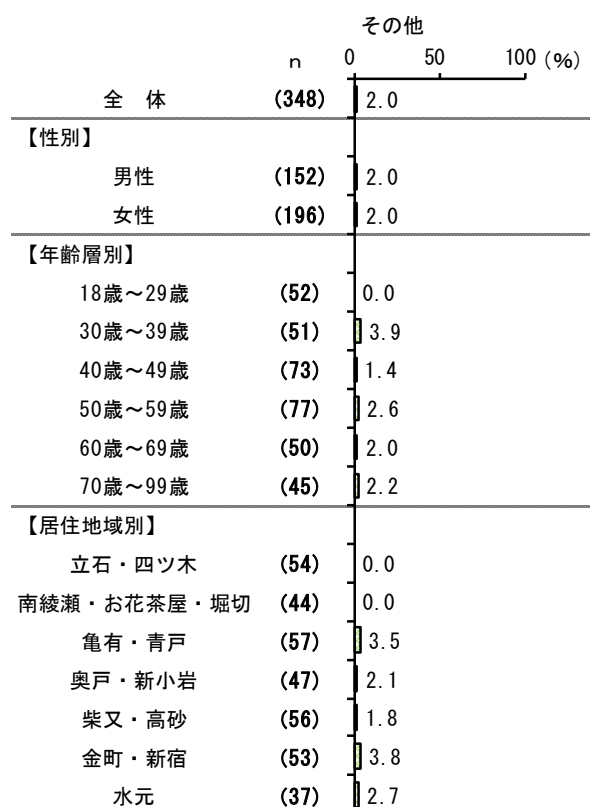 その他
n 0 50 100 (%)
全 体 (348) 2.0
【性別】
男性 (152) 2.0
女性 (196) 2.0
【年齢層別】
18歳～29歳 (52) 0.0
30歳～39歳 (51) 3.9
40歳～49歳 (73) 1.4
50歳～59歳 (77) 2.6
60歳～69歳 (50) 2.0
70歳～99歳 (45) 2.2
【居住地域別】
立石・四ツ木 (54) 0.0
南綾瀬・お花茶屋・堀切 (44) 0.0
亀有・青戸 (57) 3.5
奥戸・新小岩 (47) 2.1
柴又・高砂 (56) 1.8
金町・新宿 (53) 3.8
水元 (37) 2.7